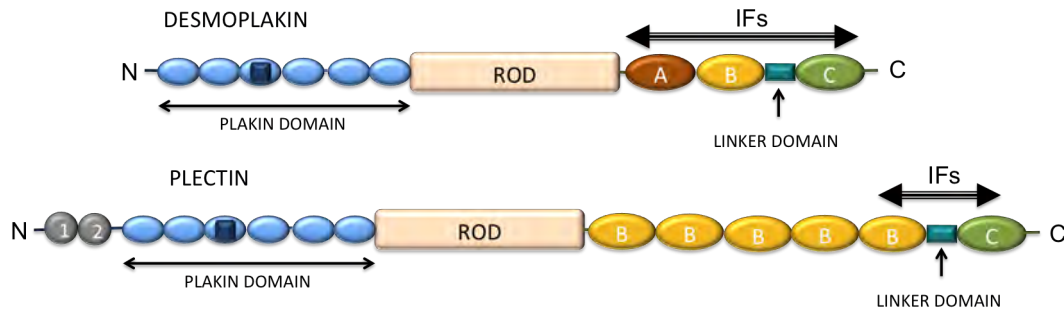 DESMOPLAKIN
IFs
N ROD A B C C
PLAKIN DOMAIN
LINKER DOMAIN
PLECTIN
IFs
N 1 2 ROD B B B B B C C
PLAKIN DOMAIN
LINKER DOMAIN